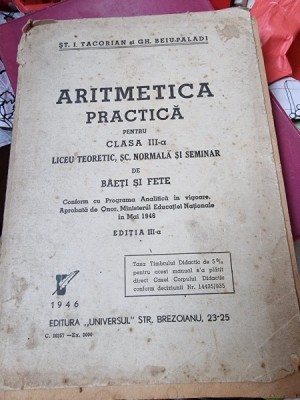 ȘT. I. TACORIAN și GH. BEIU-PALADI
ARITMETICA
PRACTICĂ
PENTRU
CLASA III-a
LICEU TEORETIC, ȘC. NORMALĂ ȘI SEMINAR
DE
BĂEȚI ȘI FETE
Conform cu Programa Analitică în vigoare.
Aprobată de Onor. Ministerul Educației Naționale
în Mai 1946
EDIȚIA III-a
Taxa Timbrului Didactic de 5%,
pentru acest manual s'a plătit
direct Casei Corpului Didactic
conform deciziunii Nr. 14435/935
1946
EDITURA „UNIVERSUL” STR. BREZOIANU, 23-25